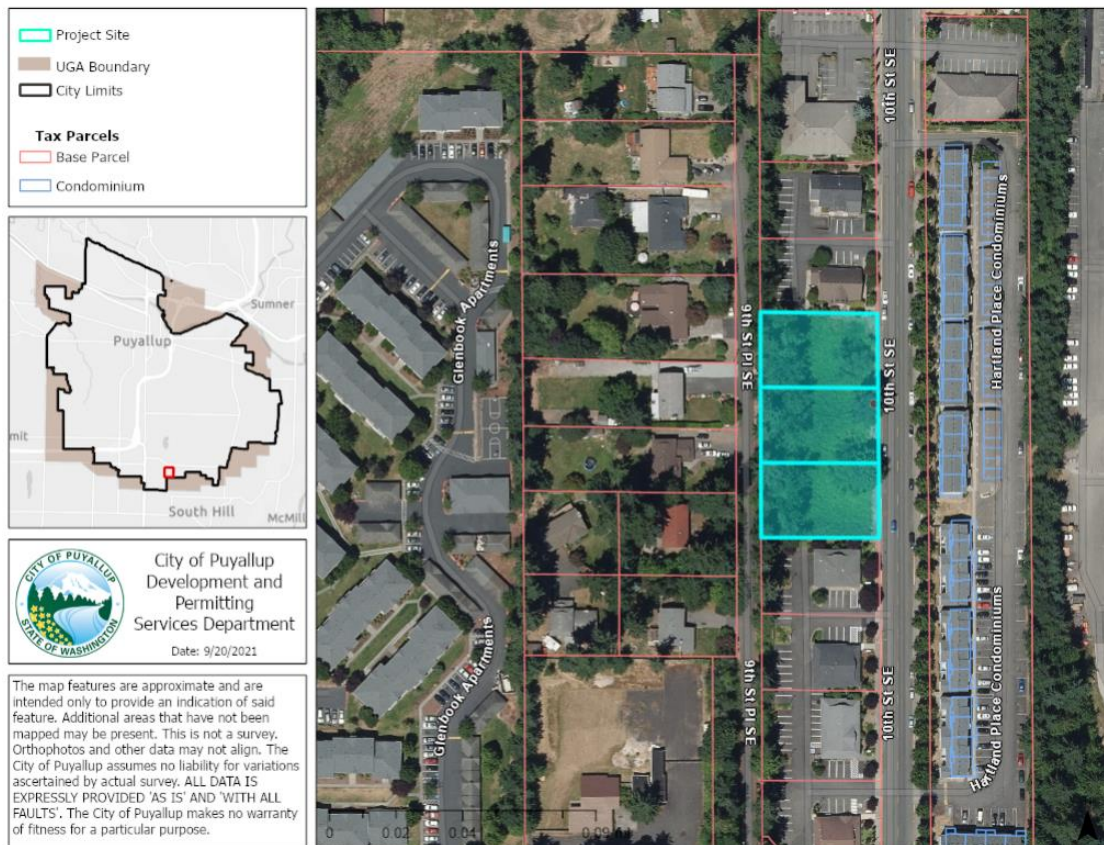 Project Site
UGA Boundary
City Limits
Tax Parcels
Base Parcel
Condominium
Puyallup
Sumner
South Hill
McMill
mit
CITY OF PUYALLUP
STATE OF WASHINGTON
City of Puyallup
Development and
Permitting
Services Department
Date: 9/20/2021
The map features are approximate and are
intended only to provide an indication of said
feature. Additional areas that have not been
mapped may be present. This is not a survey.
Orthophotos and other data may not align. The
City of Puyallup assumes no liability for variations
ascertained by actual survey. ALL DATA IS
EXPRESSLY PROVIDED 'AS IS' AND 'WITH ALL
FAULTS'. The City of Puyallup makes no warranty
of fitness for a particular purpose.
10th St SE
Glenbook Apartments
9th St Pl SE
10th St SE
Hartland Place Condominiums
Glenbook Apartments
9th St Pl SE
10th St SE
Hartland Place Condominiums
0 0.02 0.04